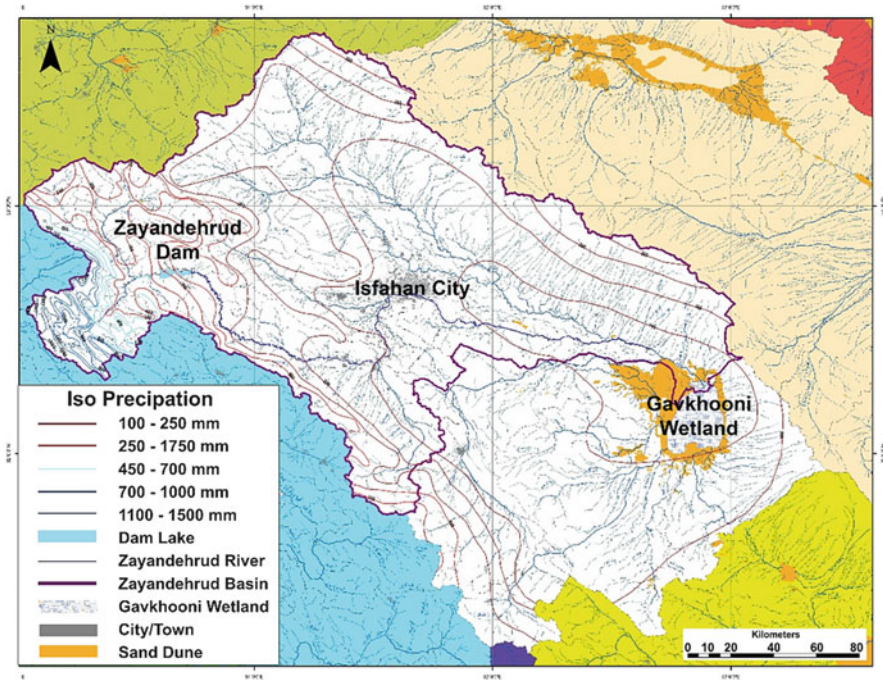 N
Zayandehrud
Dam
Isfahan City
Gavkhooni
Wetland
Iso Precipation
100 - 250 mm
250 - 1750 mm
450 - 700 mm
700 - 1000 mm
1100 - 1500 mm
Dam Lake
Zayandehrud River
Zayandehrud Basin
Gavkhooni Wetland
City/Town
Sand Dune
Kilometers
0 10 20 40 60 80